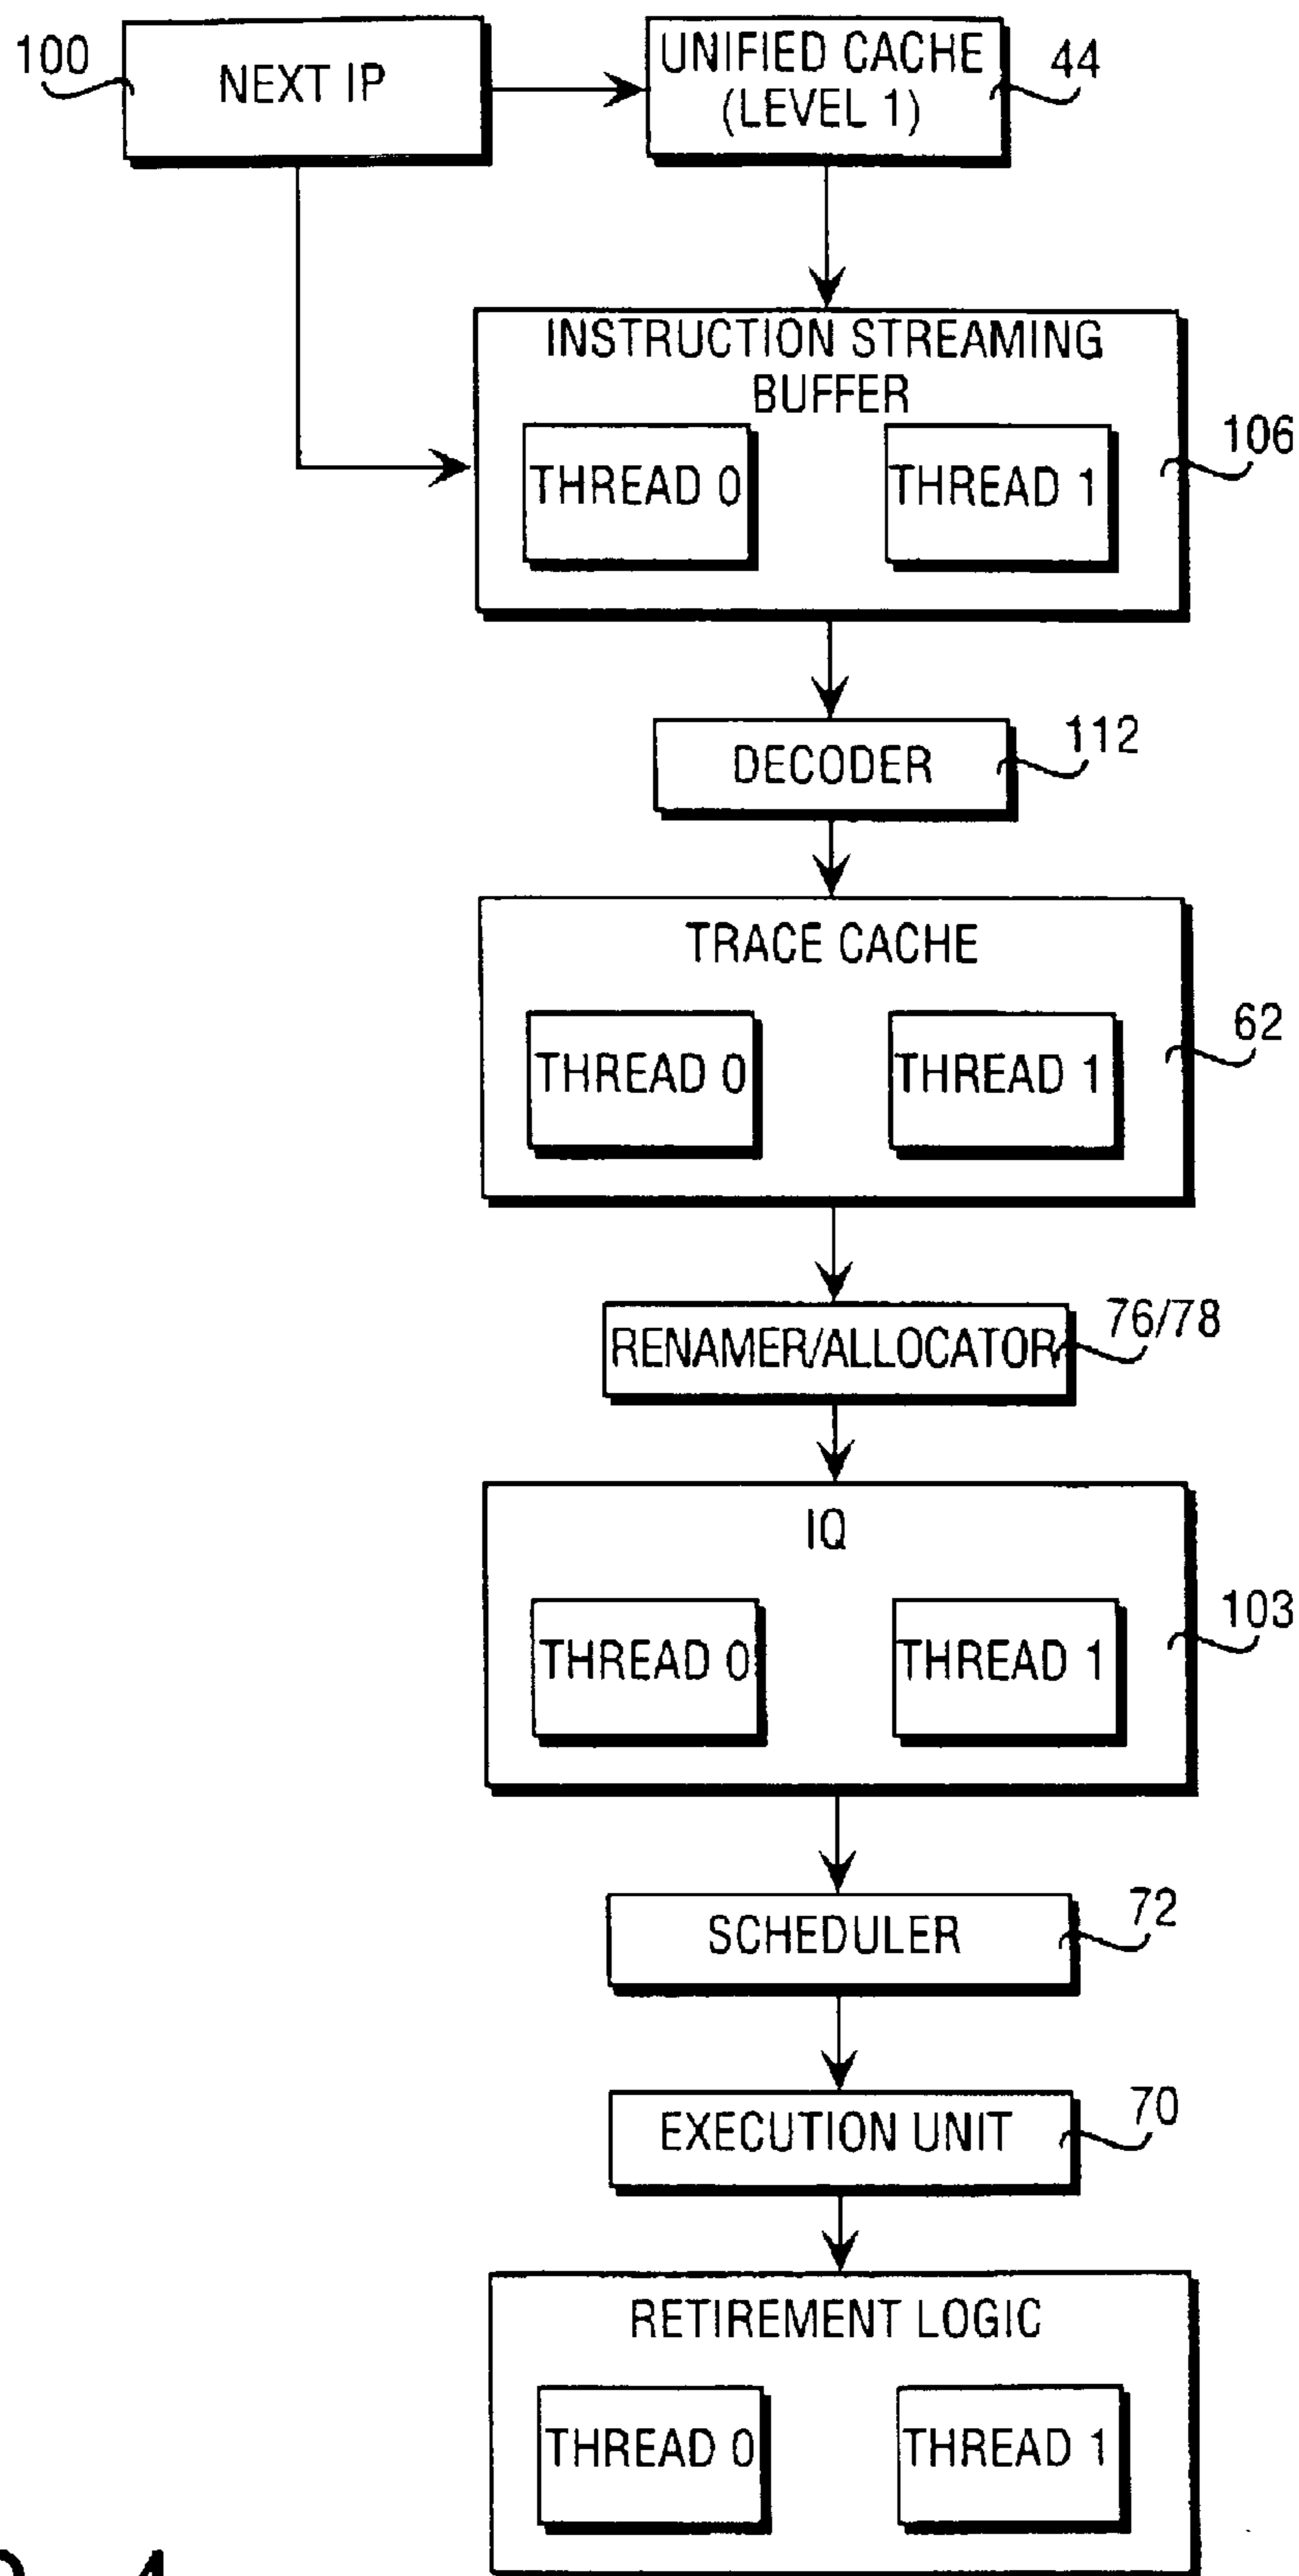 100
NEXT IP
UNIFIED CACHE
(LEVEL 1)
44
INSTRUCTION STREAMING
BUFFER
THREAD 0
THREAD 1
106
DECODER
112
TRACE CACHE
THREAD 0
THREAD 1
62
RENAMER/ALLOCATOR
76/78
IQ
THREAD 0
THREAD 1
103
SCHEDULER
72
EXECUTION UNIT
70
RETIREMENT LOGIC
THREAD 0
THREAD 1